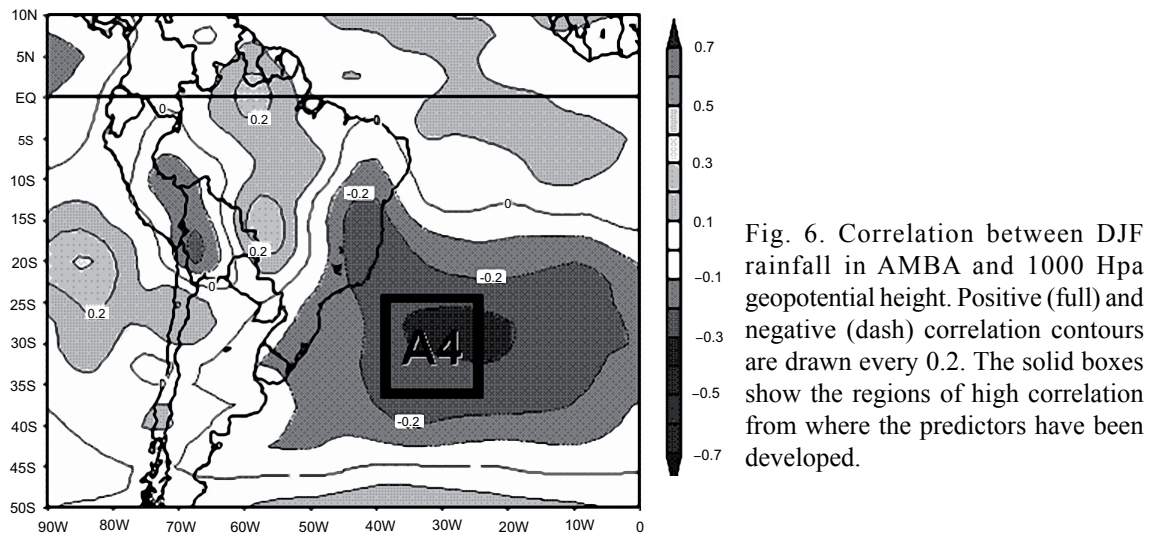 10N
5N
EQ
5S
10S
15S
20S
25S
30S
35S
40S
45S
50S
90W 80W 70W 60W 50W 40W 30W 20W 10W 0
0
0.2
0
-0.2
0
0.2
-0.2
0
0.2
A4
-0.2
0.7
0.5
0.3
0.1
–0.1
–0.3
–0.5
–0.7
Fig. 6. Correlation between DJF
rainfall in AMBA and 1000 Hpa
geopotential height. Positive (full) and
negative (dash) correlation contours
are drawn every 0.2. The solid boxes
show the regions of high correlation
from where the predictors have been
developed.